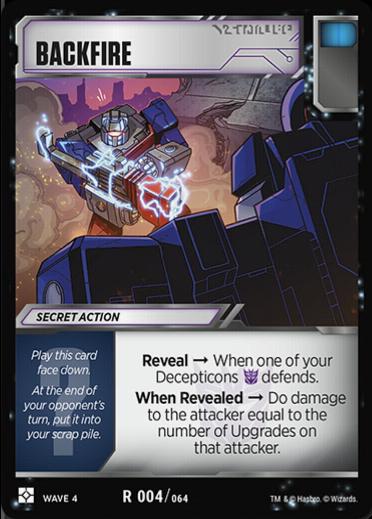 BACKFIRE
SECRET ACTION
Play this card
face down.
At the end of
your opponent's
turn, put it into
your scrap pile.
Reveal → When one of your
Decepticons defends.
When Revealed → Do damage
to the attacker equal to the
number of Upgrades on
that attacker.
WAVE 4
R 004/064
TM & © Hasbro. © Wizards.